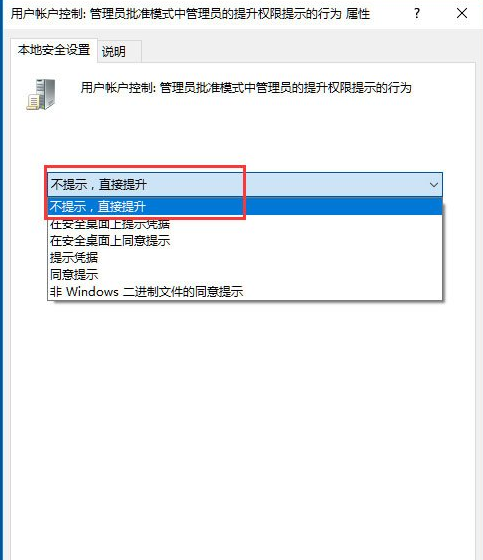 用户帐户控制: 管理员批准模式中管理员的提升权限提示的行为 属性
本地安全设置 说明
用户帐户控制: 管理员批准模式中管理员的提升权限提示的行为
不提示，直接提升
不提示，直接提升
在安全桌面上提示凭据
在安全桌面上同意提示
提示凭据
同意提示
非 Windows 二进制文件的同意提示